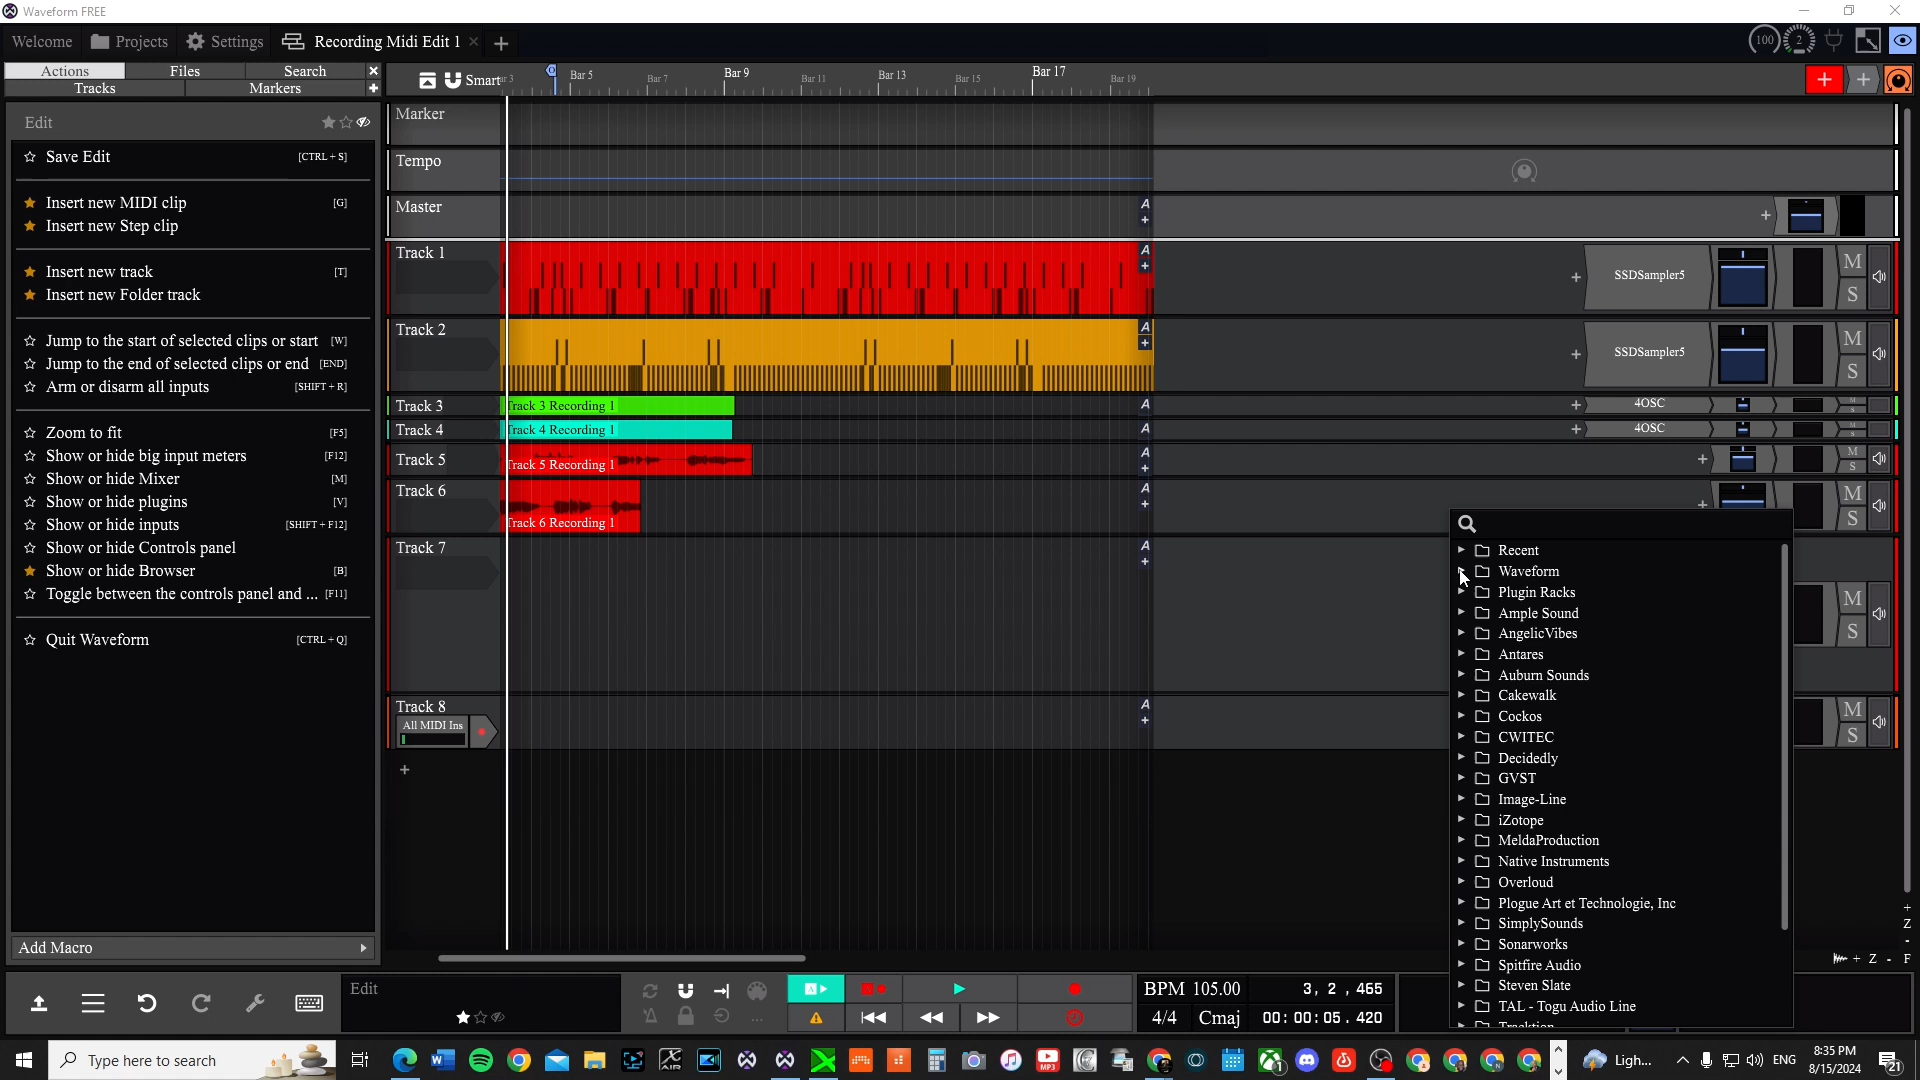 Waveform FREE
Welcome Projects Settings Recording Midi Edit 1
100 2
Actions Files Search
Tracks Markers
Smart
Bar 5 Bar 7 Bar 9 Bar 11 Bar 13 Bar 15 Bar 17 Bar 19
Edit
Save Edit [CTRL + S]
Insert new MIDI clip [G]
Insert new Step clip
Insert new track [T]
Insert new Folder track
Jump to the start of selected clips or start [W]
Jump to the end of selected clips or end [END]
Arm or disarm all inputs [SHIFT + R]
Zoom to fit [F5]
Show or hide big input meters [F12]
Show or hide Mixer [M]
Show or hide plugins [V]
Show or hide inputs [SHIFT + F12]
Show or hide Controls panel
Show or hide Browser [B]
Toggle between the controls panel and ... [F11]
Quit Waveform [CTRL + Q]
Add Macro
Marker
Tempo
Master A
Track 1 A SSDSampler5 M S
Track 2 A SSDSampler5 M S
Track 3 Track 3 Recording 1 A 4OSC M S
Track 4 Track 4 Recording 1 A 4OSC M S
Track 5 Track 5 Recording 1 A M S
Track 6 Track 6 Recording 1 A M S
Track 7 A M S
Track 8 A M S
All MIDI Ins
Recent
Waveform
Plugin Racks
Ample Sound
AngelicVibes
Antares
Auburn Sounds
Cakewalk
Cockos
CWITEC
Decidedly
GVST
Image-Line
iZotope
MeldaProduction
Native Instruments
Overloud
Plogue Art et Technologie, Inc
SimplySounds
Sonarworks
Spitfire Audio
Steven Slate
TAL - Togu Audio Line
+ Z -
+ Z - F
Edit
A
BPM 105.00 3, 2 , 465
4/4 Cmaj 00: 00: 05 . 420
Type here to search
MP3
Ligh... ENG 8:35 PM
8/15/2024 21